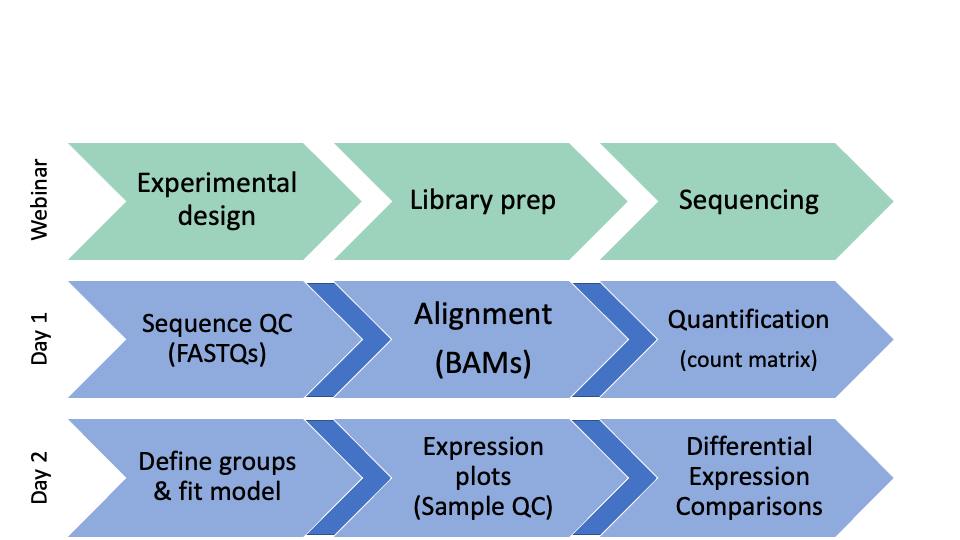 Webinar
Experimental
design
Library prep
Sequencing
Day 1
Sequence QC
(FASTQs)
Alignment
(BAMs)
Quantification
(count matrix)
Day 2
Define groups
& fit model
Expression
plots
(Sample QC)
Differential
Expression
Comparisons